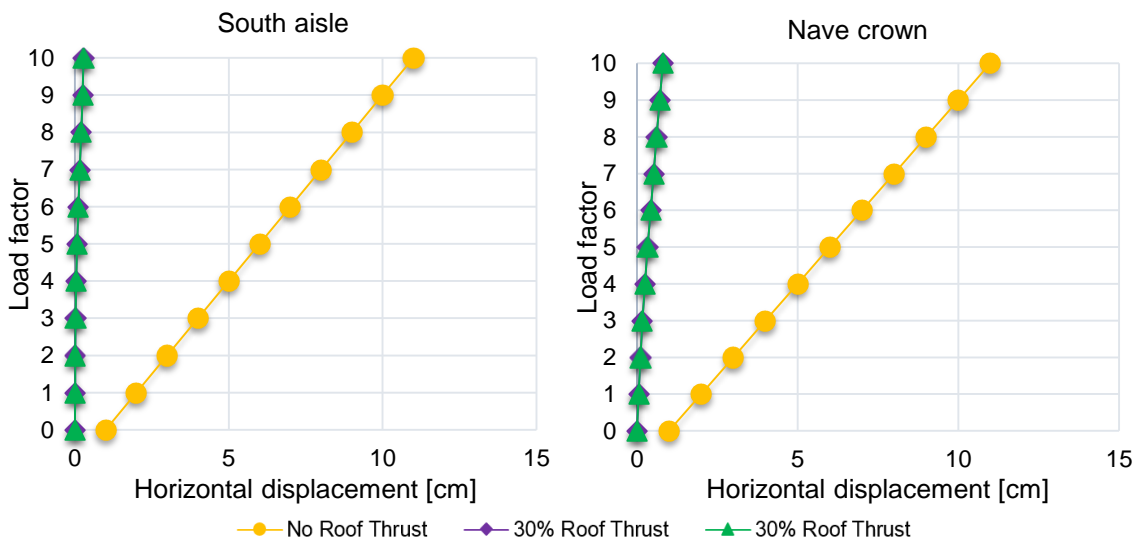 South aisle
10
9
8
7
6
5
4
3
2
1
0
Load factor
0 5 10 15
Horizontal displacement [cm]
Nave crown
10
9
8
7
6
5
4
3
2
1
0
Load factor
0 5 10 15
Horizontal displacement [cm]
No Roof Thrust 30% Roof Thrust 30% Roof Thrust